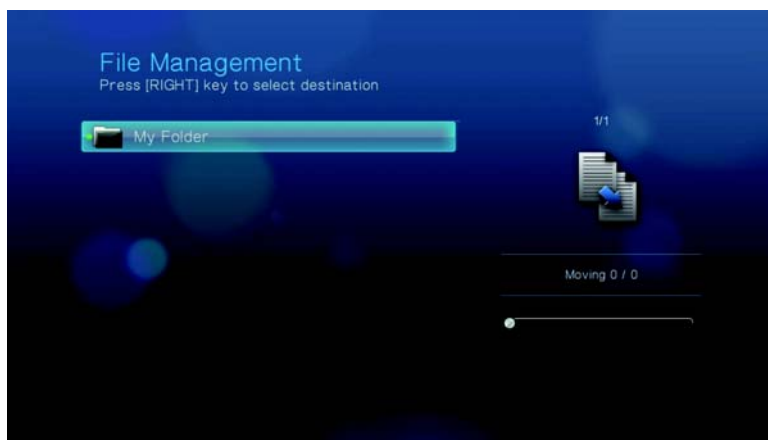 File Management
Press [RIGHT] key to select destination
My Folder
1/1
Moving 0 / 0